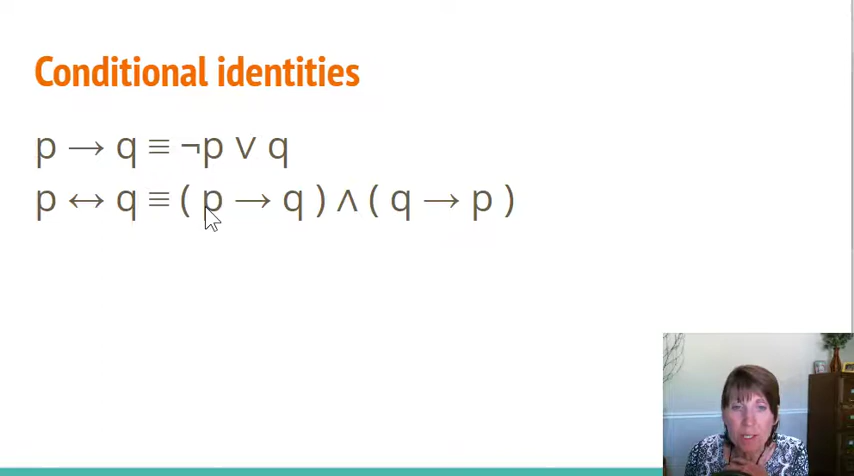 Conditional identities
p → q ≡ ¬p ∨ q
p ↔ q ≡ ( p → q ) ∧ ( q → p )